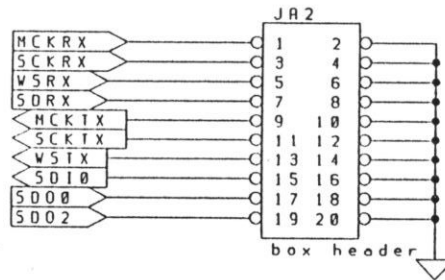 JA2
MCKRX 1 2
SCKRX 3 4
WSRX 5 6
SDRX 7 8
MCKTX 9 10
SCKTX 11 12
WSTX 13 14
SDI0 15 16
SDO0 17 18
SDO2 19 20
box header